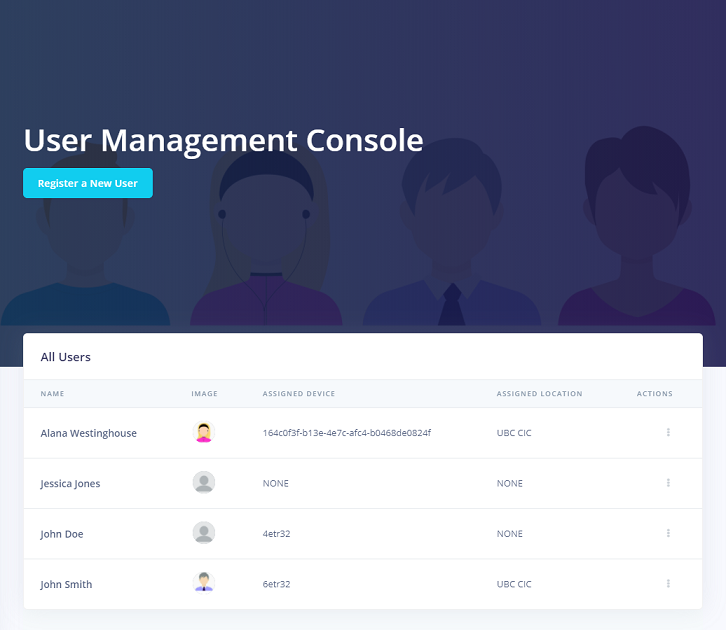 User Management Console
Register a New User
All Users
NAME IMAGE ASSIGNED DEVICE ASSIGNED LOCATION ACTIONS
Alana Westinghouse 164c0f3f-b13e-4e7c-afc4-b0468de0824f UBC CIC
Jessica Jones NONE NONE
John Doe 4etr32 NONE
John Smith 6etr32 UBC CIC